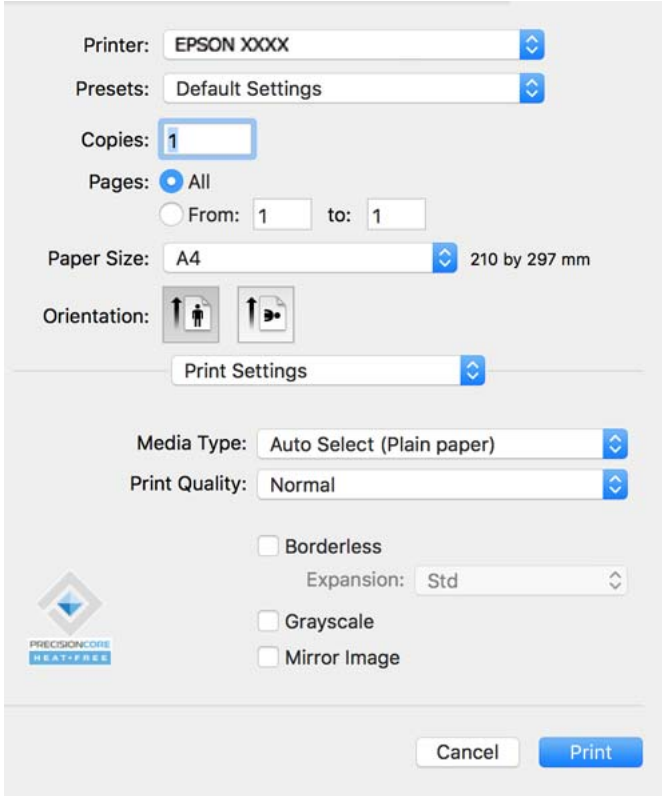 Printer: EPSON XXXX
Presets: Default Settings
Copies: 1
Pages: All
From: 1 to: 1
Paper Size: A4 210 by 297 mm
Orientation:
Print Settings
Media Type: Auto Select (Plain paper)
Print Quality: Normal
Borderless
Expansion: Std
Grayscale
PRECISIONCORE
HEAT•FREE
Mirror Image
Cancel Print